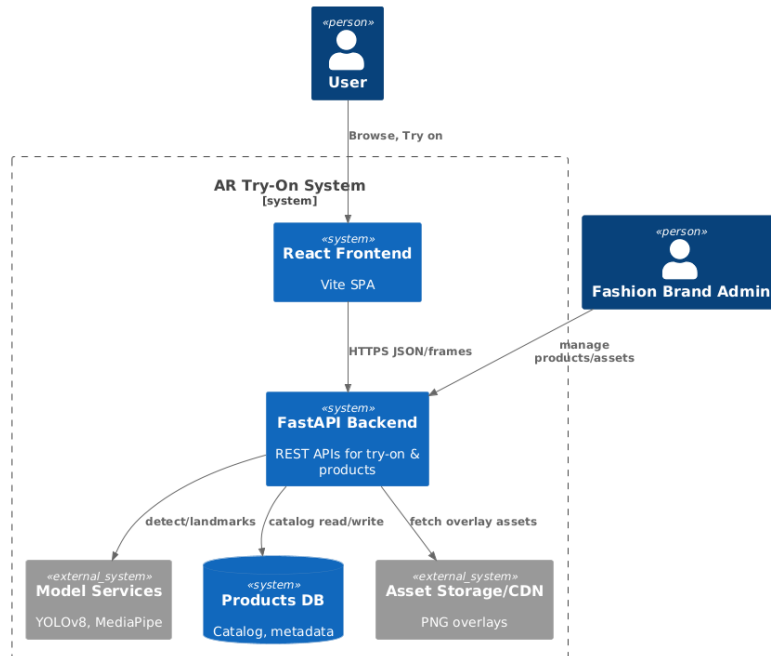 «person»
User
Browse, Try on
AR Try-On System
[system]
«system»
React Frontend
Vite SPA
«person»
Fashion Brand Admin
HTTPS JSON/frames
manage
products/assets
«system»
FastAPI Backend
REST APIs for try-on &
products
detect/landmarks
catalog read/write
fetch overlay assets
«external_system»
Model Services
YOLOv8, MediaPipe
«system»
Products DB
Catalog, metadata
«external_system»
Asset Storage/CDN
PNG overlays